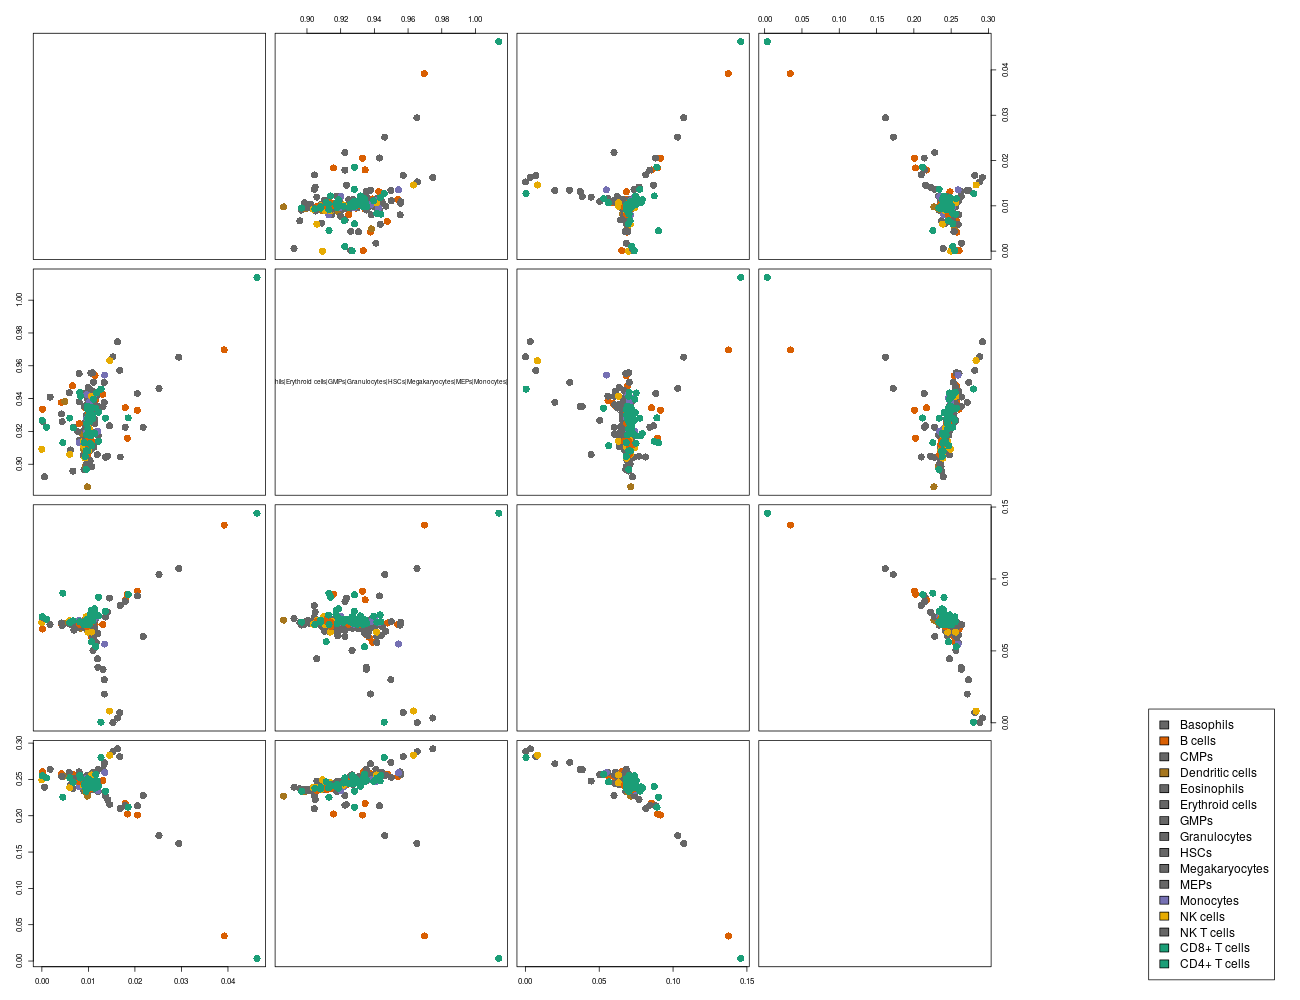 0.90 0.92 0.94 0.96 0.98 1.00
0.00 0.05 0.10 0.15 0.20 0.25 0.30
0.00 0.01 0.02 0.03 0.04
0.90 0.92 0.94 0.96 0.98 1.00
hils|Erythroid cells|GMPs|Granulocytes|HSCs|Megakaryocytes|MEPs|Monocytes|
0.00 0.05 0.10 0.15
0.00 0.05 0.10 0.15 0.20 0.25 0.30
0.00 0.01 0.02 0.03 0.04
0.00 0.05 0.10 0.15
Basophils
B cells
CMPs
Dendritic cells
Eosinophils
Erythroid cells
GMPs
Granulocytes
HSCs
Megakaryocytes
MEPs
Monocytes
NK cells
NK T cells
CD8+ T cells
CD4+ T cells